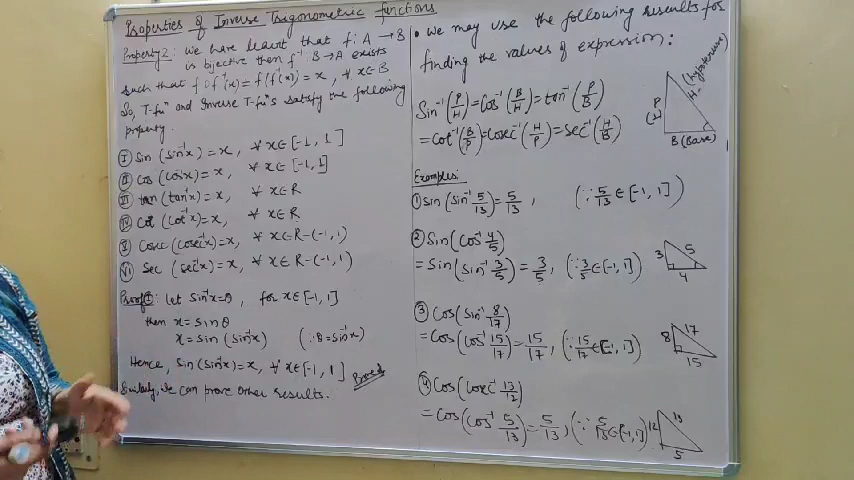 Properties of Inverse Trigonometric functions
Property 2: we have learnt that f: A → B
is bijective then f⁻¹ B→A exists
such that f∘f⁻¹(x) = f(f⁻¹(x)) = x, ∀ x∈B
So, T-fuⁿ and Inverse T-fuⁿs satisfy the following
property.
I sin (sin⁻¹x) = x, ∀ x∈[-1, 1]
II cos (cos⁻¹x) = x, ∀ x∈[-1, 1]
III tan (tan⁻¹x) = x, ∀ x∈R
IV cot (cot⁻¹x) = x, ∀ x∈R
V Cosec (cosec⁻¹x) = x, ∀ x∈R-(-1, 1)
VI sec (sec⁻¹x) = x, ∀ x∈R-(-1, 1)
Proof I: let sin⁻¹x = θ, for x∈[-1, 1]
then x = sinθ
x = sin (sin⁻¹x) (∵ θ = sin⁻¹x)
Hence, sin (sin⁻¹x) = x, ∀ x∈[-1, 1] Proved
Similarly, we can prove other results.
• we may use the following results for
finding the values of expression:
Sin⁻¹(P/H) = Cos⁻¹(B/H) = tan⁻¹(P/B)
= Cot⁻¹(B/P) = Cosec⁻¹(H/P) = Sec⁻¹(H/B)
P
H (hypotenuse)
B (Base)
Examples:
① Sin(sin⁻¹ 5/13) = 5/13, (∵ 5/13 ∈ [-1, 1])
② Sin(cos⁻¹ 4/5)
= Sin(sin⁻¹ 3/5) = 3/5, (∵ 3/5 ∈ [-1, 1])
3 5
4
③ Cos(sin⁻¹ 8/17)
= Cos(cos⁻¹ 15/17) = 15/17, (∵ 15/17 ∈ [-1, 1])
8 17
15
④ Cos(cosec⁻¹ 13/12)
= Cos(cos⁻¹ 5/13) = 5/13, (∵ 5/13 ∈ [-1, 1])
12 13
5